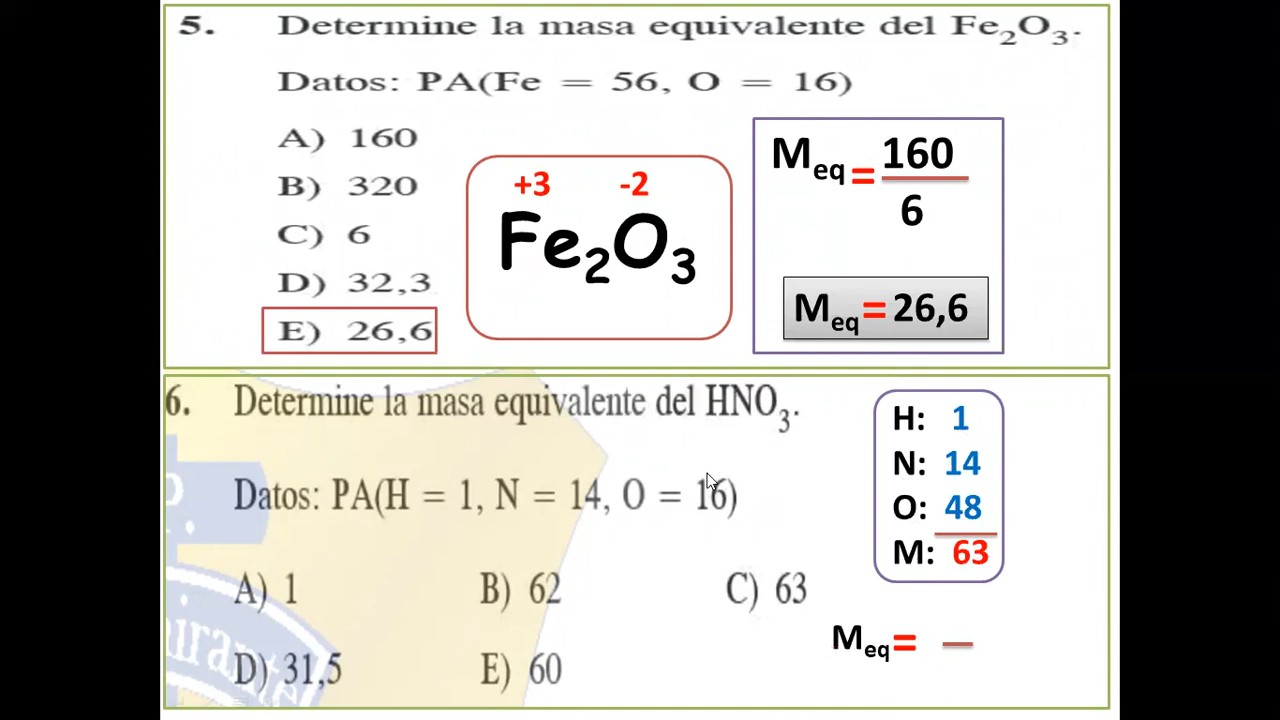 5. Determine la masa equivalente del Fe₂O₃.
Datos: PA(Fe = 56, O = 16)
A) 160
B) 320
C) 6
D) 32,3
E) 26,6
+3 -2
Fe₂O₃
Meq = 160
6
Meq = 26,6
6. Determine la masa equivalente del HNO₃.
Datos: PA(H = 1, N = 14, O = 16)
A) 1 B) 62 C) 63
D) 31,5 E) 60
H: 1
N: 14
O: 48
M: 63
Meq =